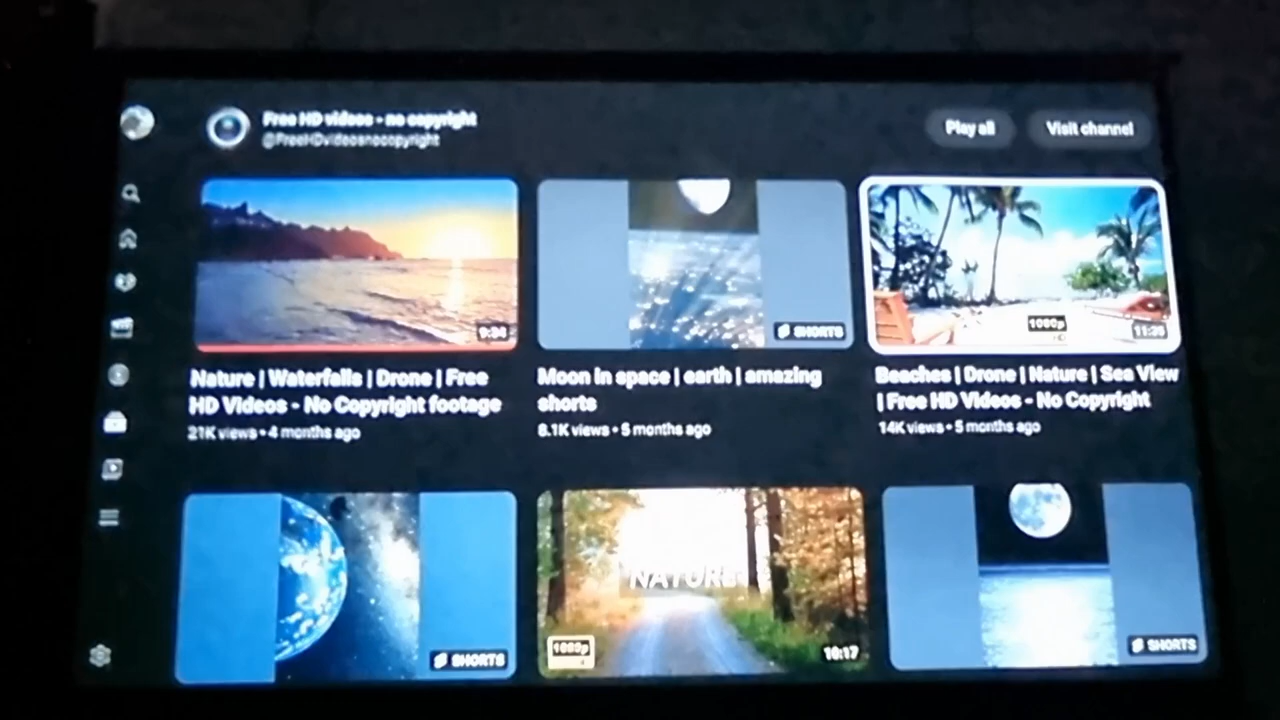 Free HD videos - no copyright
@FreeHDvideosnocopyright
Play all
Visit channel
9:34
SHORTS
1080p
11:35
Nature | Waterfalls | Drone | Free
HD Videos - No Copyright footage
21K views • 4 months ago
Moon in space | earth | amazing
shorts
8.1K views • 5 months ago
Beaches | Drone | Nature | Sea View
| Free HD Videos - No Copyright
14K views • 5 months ago
SHORTS
NATURE
1080p
10:17
SHORTS